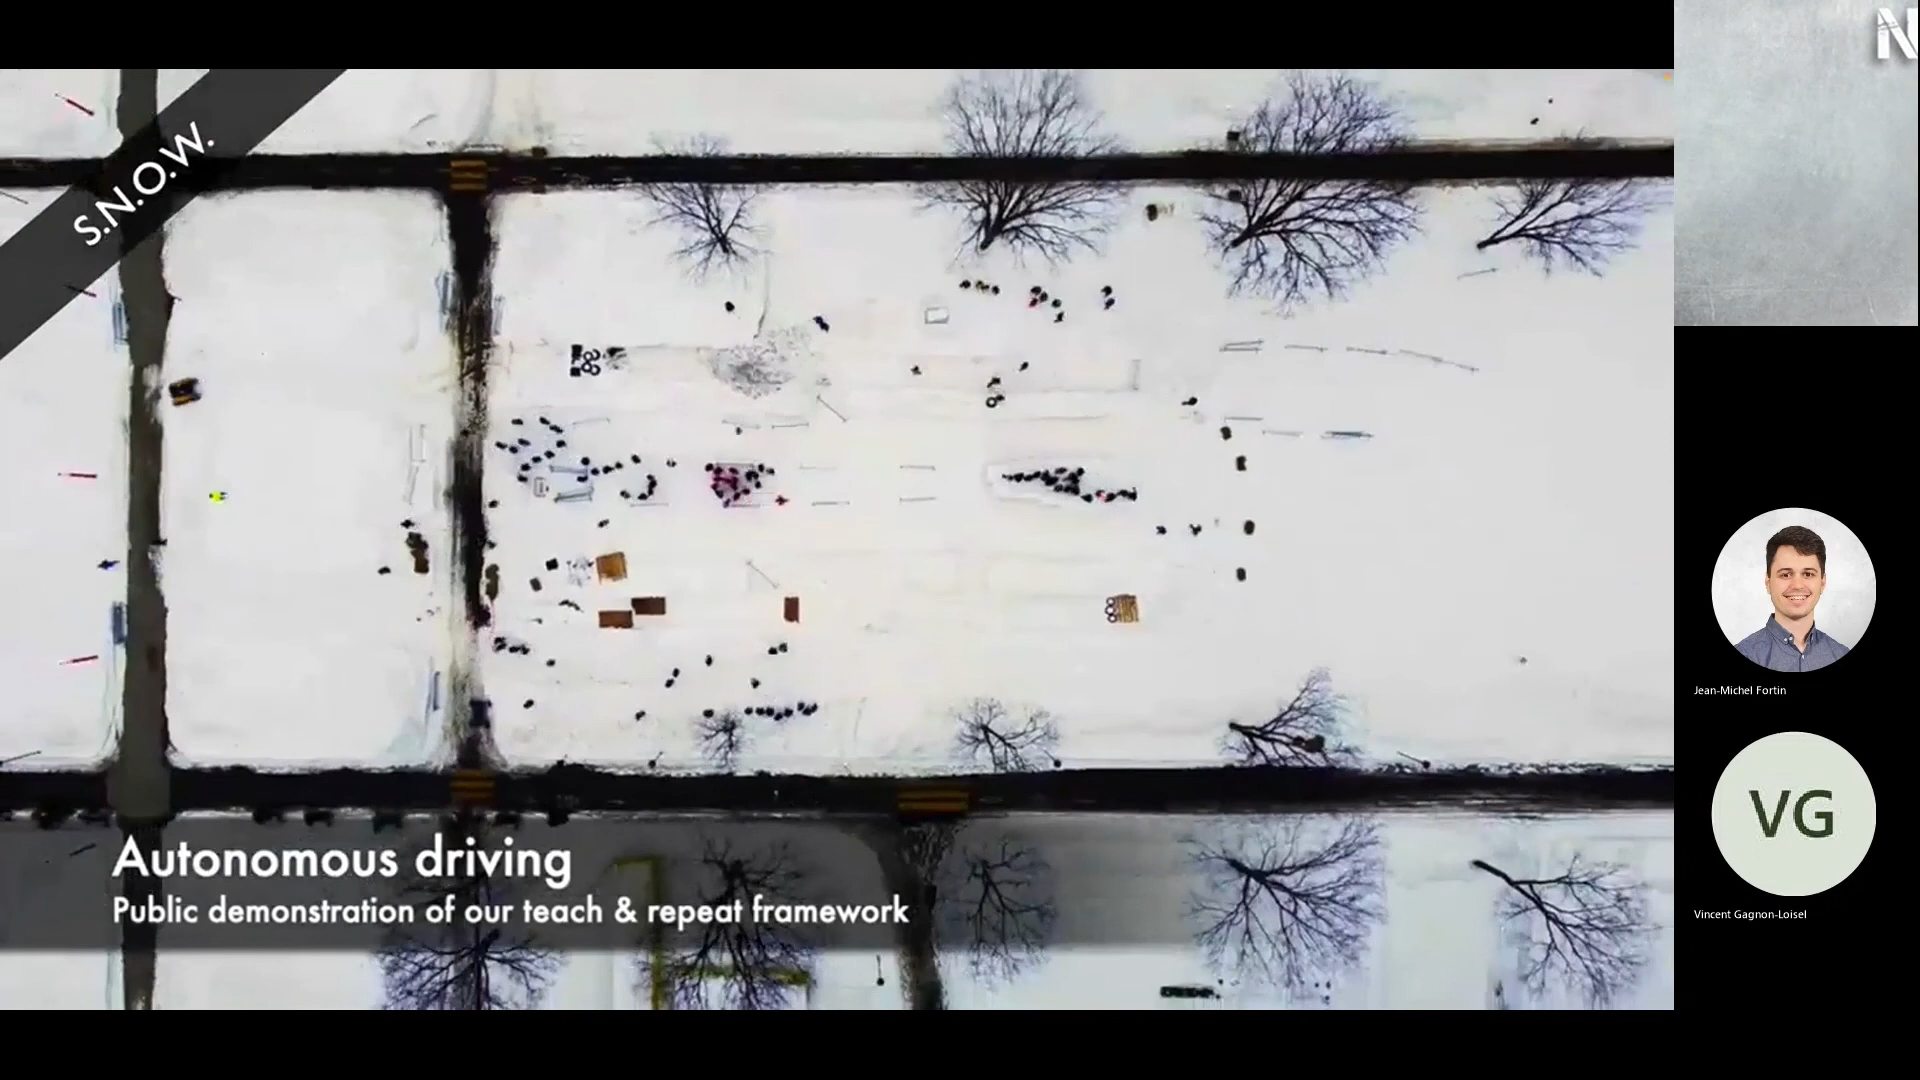 S.N.O.W.
Autonomous driving
Public demonstration of our teach & repeat framework
N
Jean-Michel Fortin
VG
Vincent Gagnon-Loisel